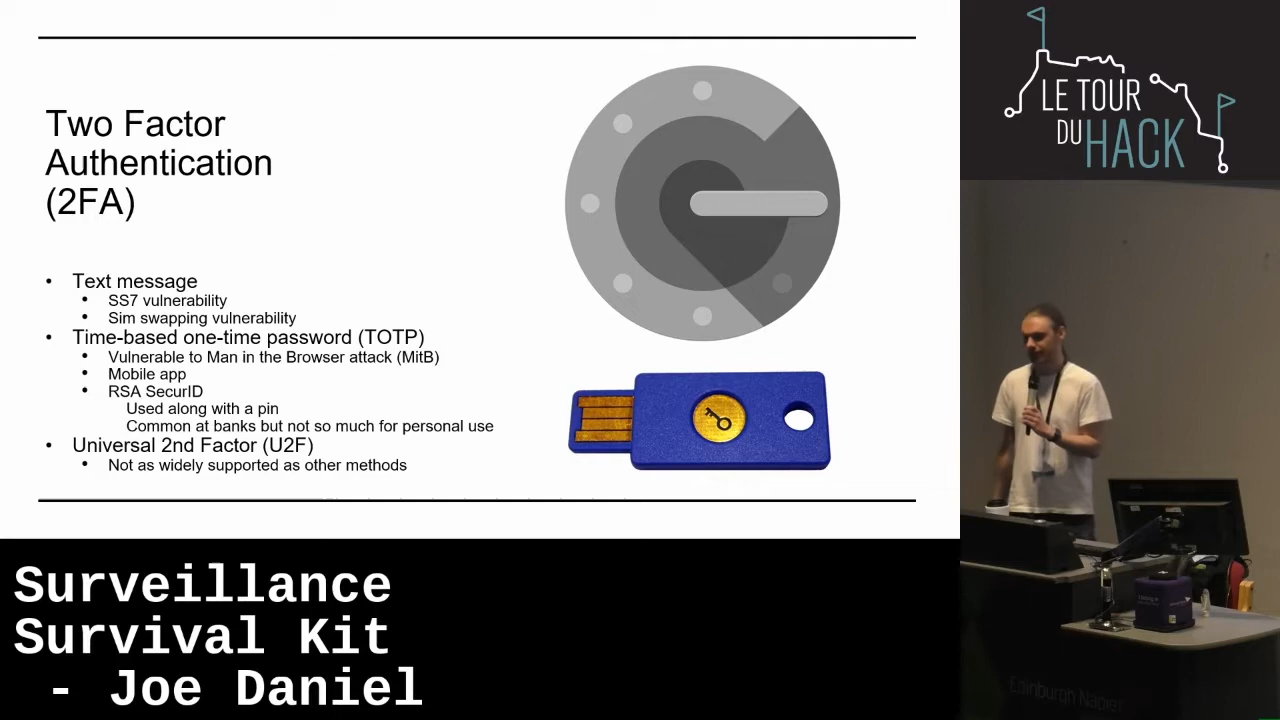 Two Factor
Authentication
(2FA)
• Text message
• SS7 vulnerability
• Sim swapping vulnerability
• Time-based one-time password (TOTP)
• Vulnerable to Man in the Browser attack (MitB)
• Mobile app
• RSA SecurID
Used along with a pin
Common at banks but not so much for personal use
• Universal 2nd Factor (U2F)
• Not as widely supported as other methods
LE TOUR
DU HACK
Edinburgh Napier
Surveillance
Survival Kit
- Joe Daniel